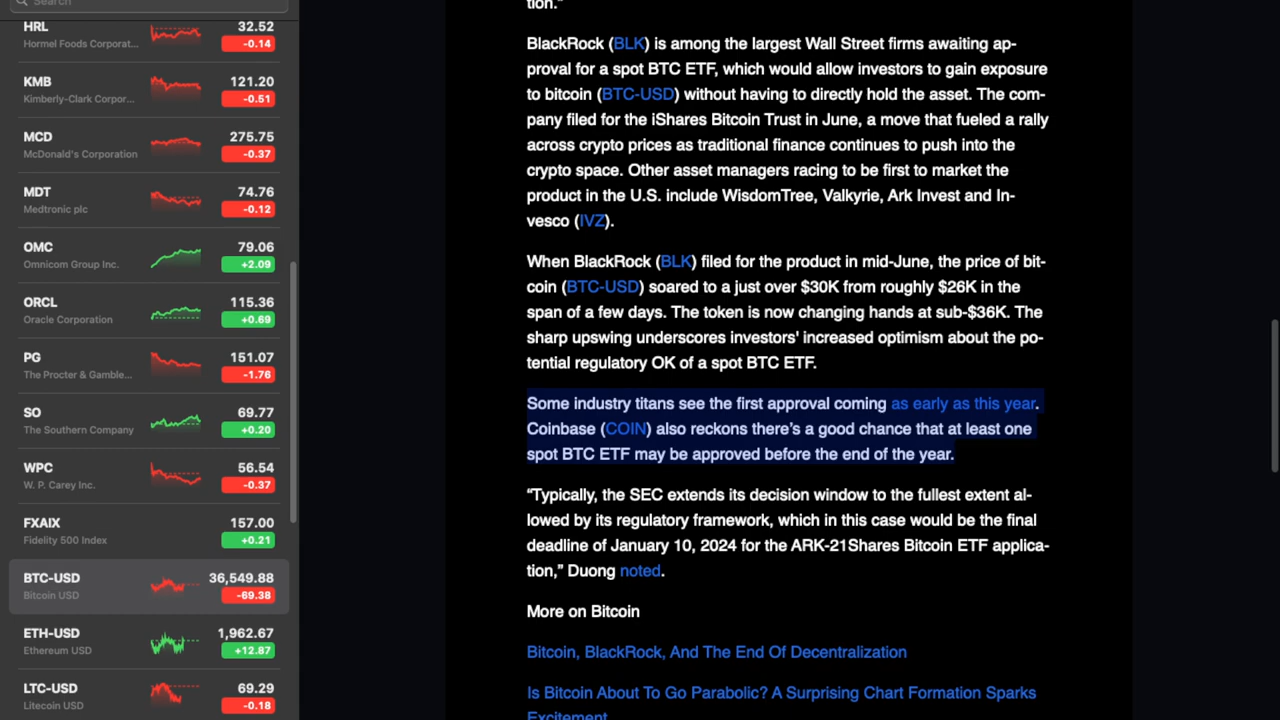 Search
HRL 32.52
Hormel Foods Corporat... -0.14
KMB 121.20
Kimberly-Clark Corpor... -0.51
MCD 275.75
McDonald's Corporation -0.37
MDT 74.76
Medtronic plc -0.12
OMC 79.06
Omnicom Group Inc. +2.09
ORCL 115.36
Oracle Corporation +0.69
PG 151.07
The Procter & Gamble... -1.76
SO 69.77
The Southern Company +0.20
WPC 56.54
W. P. Carey Inc. -0.37
FXAIX 157.00
Fidelity 500 Index +0.21
BTC-USD 36,549.88
Bitcoin USD -69.38
ETH-USD 1,962.67
Ethereum USD +12.87
LTC-USD 69.29
Litecoin USD -0.18
tion."
BlackRock (BLK) is among the largest Wall Street firms awaiting ap-
proval for a spot BTC ETF, which would allow investors to gain exposure
to bitcoin (BTC-USD) without having to directly hold the asset. The com-
pany filed for the iShares Bitcoin Trust in June, a move that fueled a rally
across crypto prices as traditional finance continues to push into the
crypto space. Other asset managers racing to be first to market the
product in the U.S. include WisdomTree, Valkyrie, Ark Invest and In-
vesco (IVZ).
When BlackRock (BLK) filed for the product in mid-June, the price of bit-
coin (BTC-USD) soared to a just over $30K from roughly $26K in the
span of a few days. The token is now changing hands at sub-$36K. The
sharp upswing underscores investors' increased optimism about the po-
tential regulatory OK of a spot BTC ETF.
Some industry titans see the first approval coming as early as this year.
Coinbase (COIN) also reckons there's a good chance that at least one
spot BTC ETF may be approved before the end of the year.
“Typically, the SEC extends its decision window to the fullest extent al-
lowed by its regulatory framework, which in this case would be the final
deadline of January 10, 2024 for the ARK-21Shares Bitcoin ETF applica-
tion,” Duong noted.
More on Bitcoin
Bitcoin, BlackRock, And The End Of Decentralization
Is Bitcoin About To Go Parabolic? A Surprising Chart Formation Sparks
Excitement